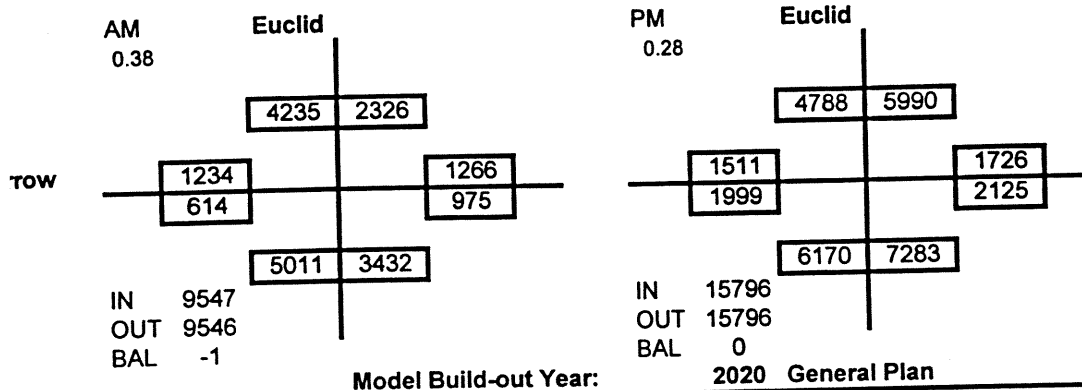 AM Euclid
0.38
4235 2326
1234 1266
TOW
614 975
5011 3432
IN 9547
OUT 9546
BAL -1
PM Euclid
0.28
4788 5990
1511 1726
1999 2125
6170 7283
IN 15796
OUT 15796
BAL 0
Model Build-out Year: 2020 General Plan